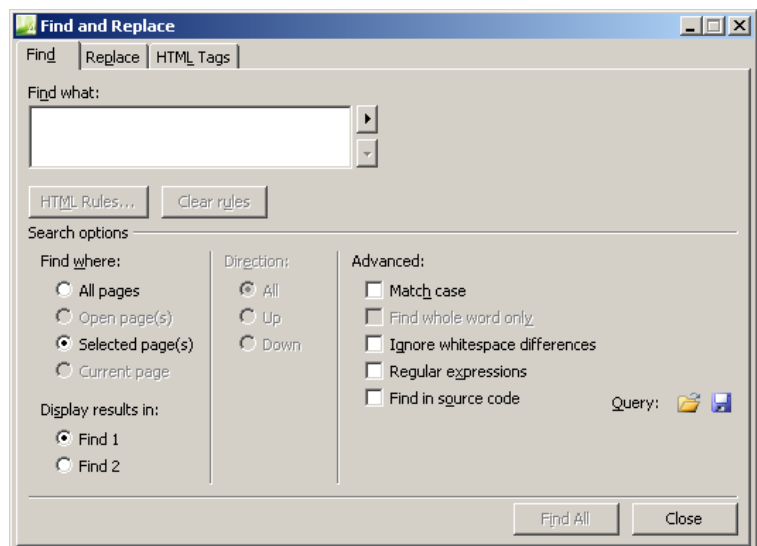 Find and Replace
Find Replace HTML Tags
Find what:
HTML Rules... Clear rules
Search options
Find where: Direction: Advanced:
All pages All Match case
Open page(s) Up Find whole word only
Selected page(s) Down Ignore whitespace differences
Current page Regular expressions
Find in source code Query:
Display results in:
Find 1
Find 2
Find All Close